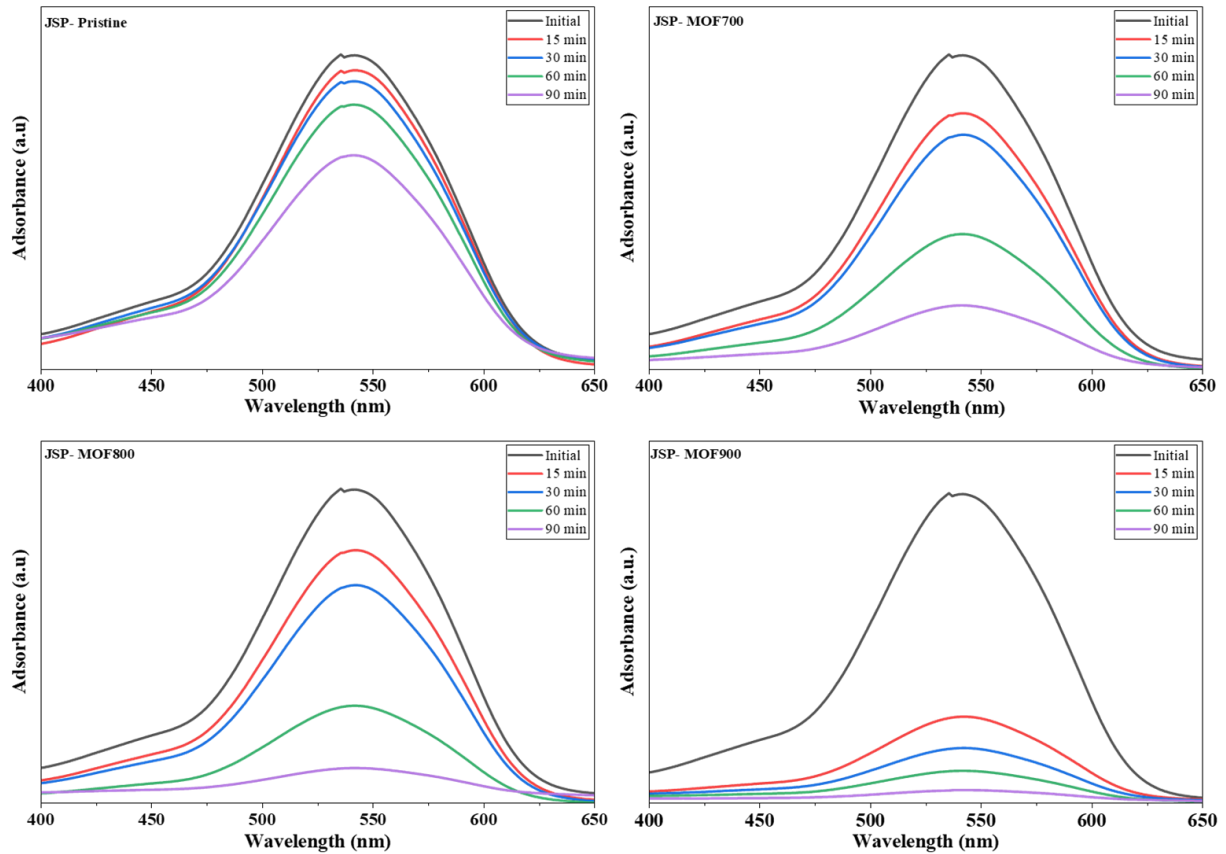 JSP- Pristine
Initial
15 min
30 min
60 min
90 min
Adsorbance (a.u)
400
450
500
550
600
650
Wavelength (nm)
JSP- MOF700
Initial
15 min
30 min
60 min
90 min
Adsorbance (a.u.)
400
450
500
550
600
650
Wavelength (nm)
JSP- MOF800
Initial
15 min
30 min
60 min
90 min
Adsorbance (a.u)
400
450
500
550
600
650
Wavelength (nm)
JSP- MOF900
Initial
15 min
30 min
60 min
90 min
Adsorbance (a.u.)
400
450
500
550
600
650
Wavelength (nm)